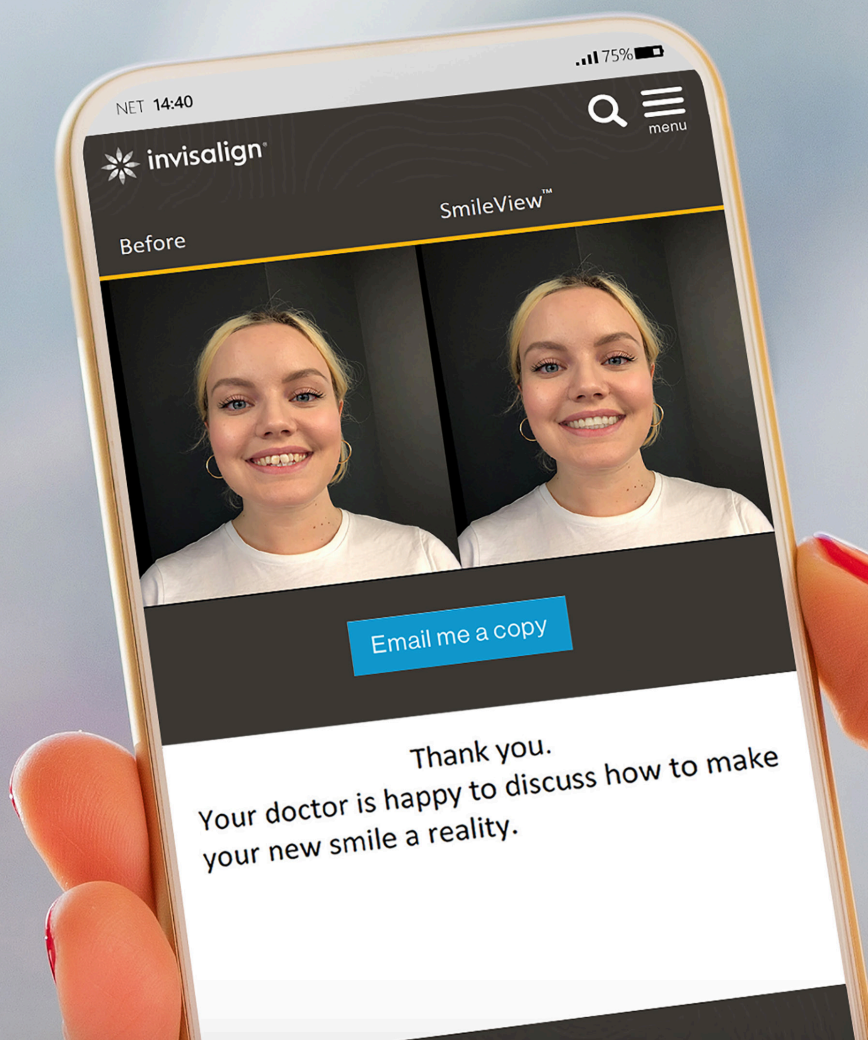 NET 14:40
75%
invisalign®
menu
Before
SmileView™
Email me a copy
Thank you.
Your doctor is happy to discuss how to make
your new smile a reality.